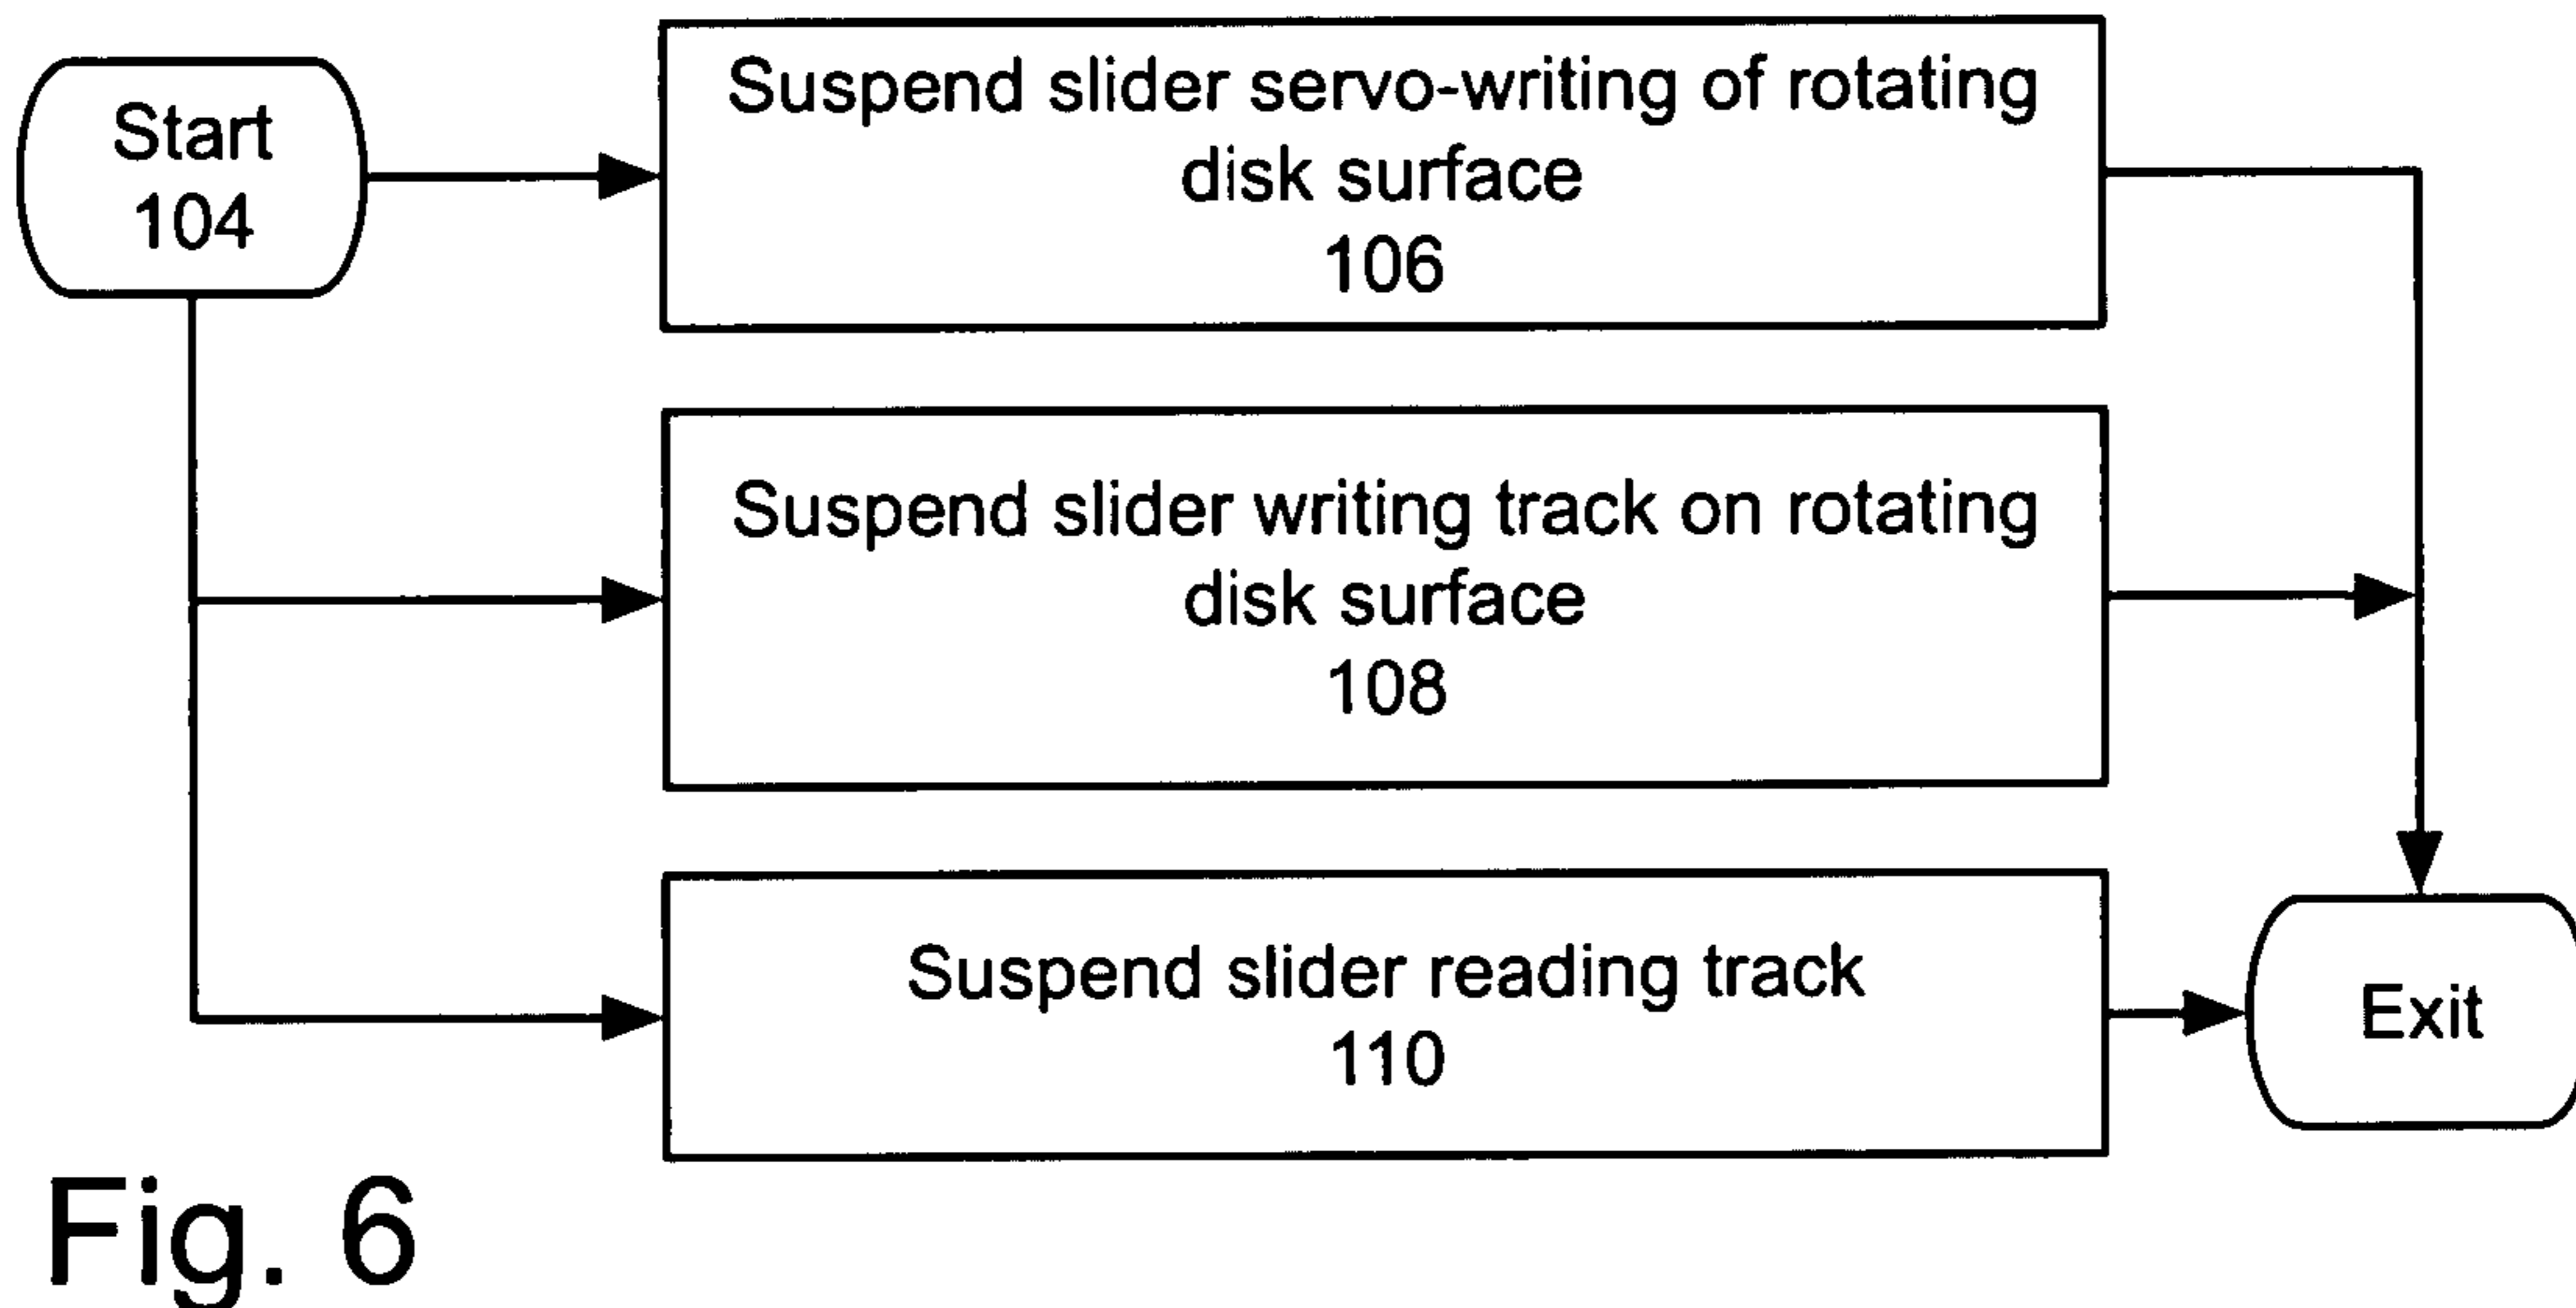 Start
104
Suspend slider servo-writing of rotating
disk surface
106
Suspend slider writing track on rotating
disk surface
108
Suspend slider reading track
110
Exit
Fig. 6